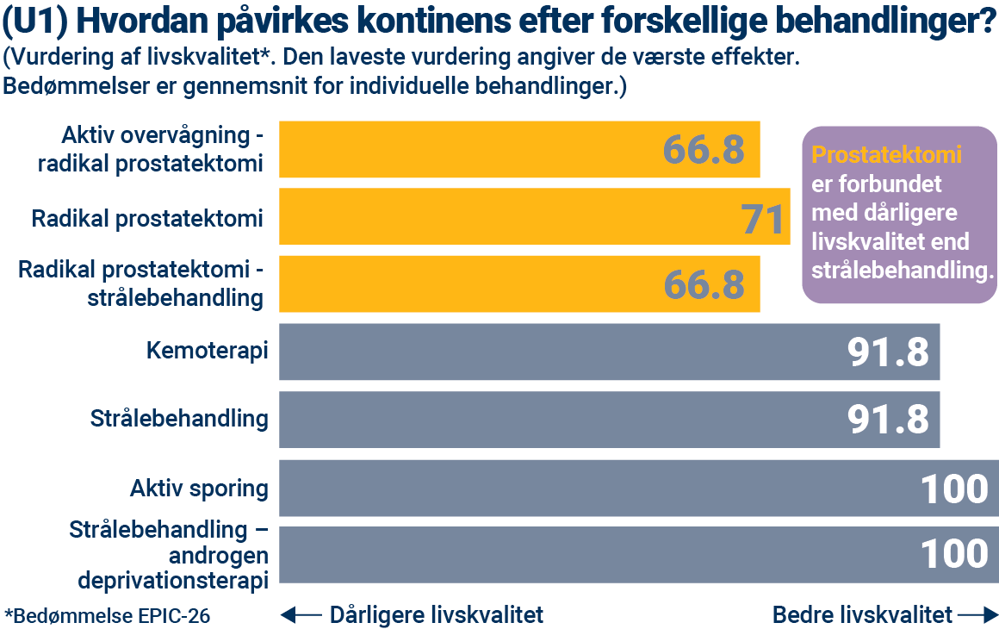 (U1) Hvordan påvirkes kontinens efter forskellige behandlinger?
(Vurdering af livskvalitet*. Den laveste vurdering angiver de værste effekter.
Bedømmelser er gennemsnit for individuelle behandlinger.)
Aktiv overvågning -
radikal prostatektomi
66.8
Radikal prostatektomi
71
Radikal prostatektomi -
strålebehandling
66.8
Prostatektomi
er forbundet
med dårligere
livskvalitet end
strålebehandling.
Kemoterapi
91.8
Strålebehandling
91.8
Aktiv sporing
100
Strålebehandling –
androgen
deprivationsterapi
100
*Bedømmelse EPIC-26
Dårligere livskvalitet
Bedre livskvalitet